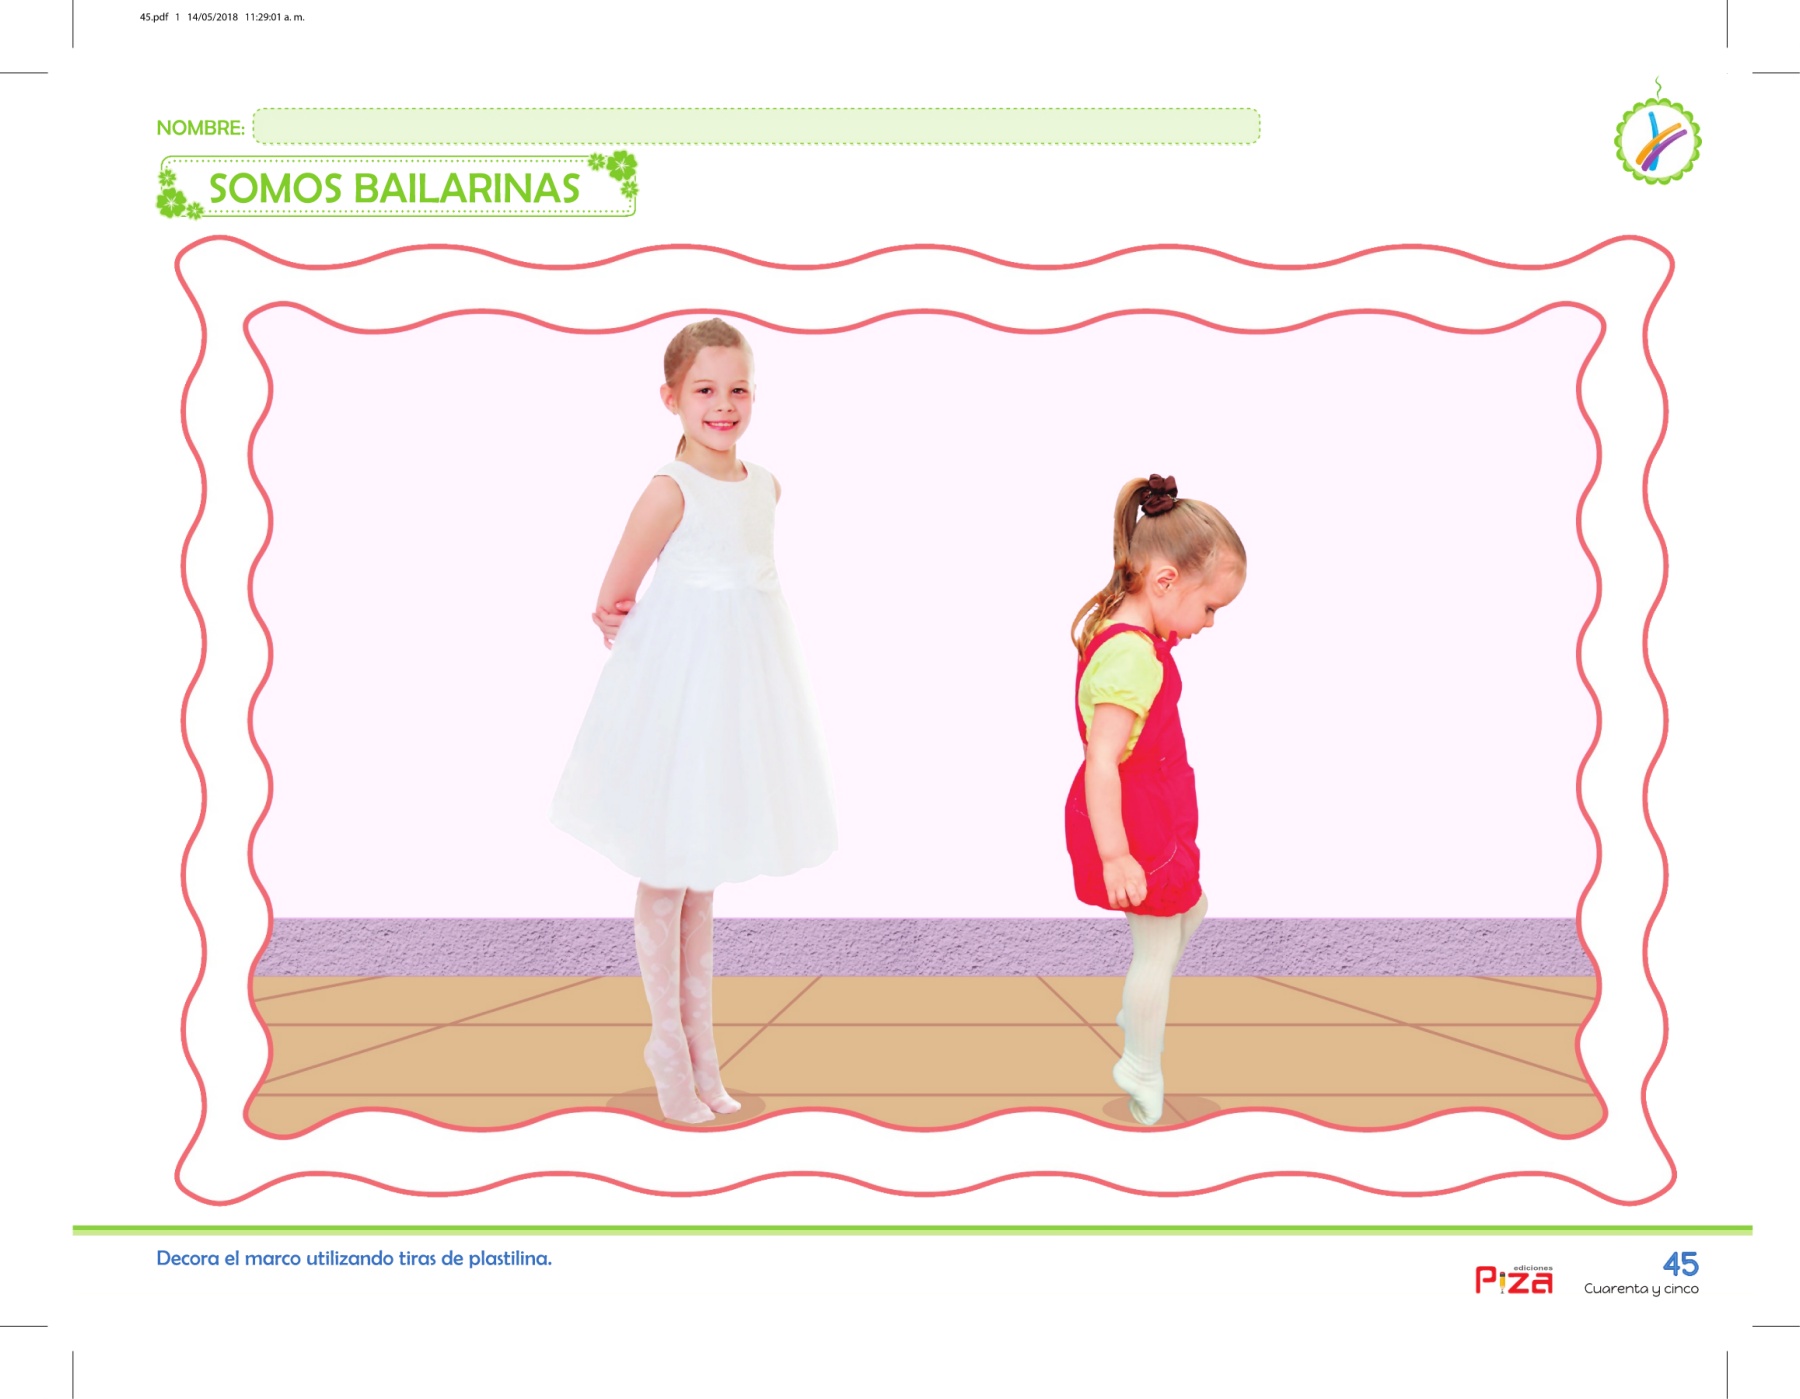 45.pdf 1 14/05/2018 11:29:01 a. m.
NOMBRE:
SOMOS BAILARINAS
Decora el marco utilizando tiras de plastilina.
ediciones
Piza
45
Cuarenta y cinco